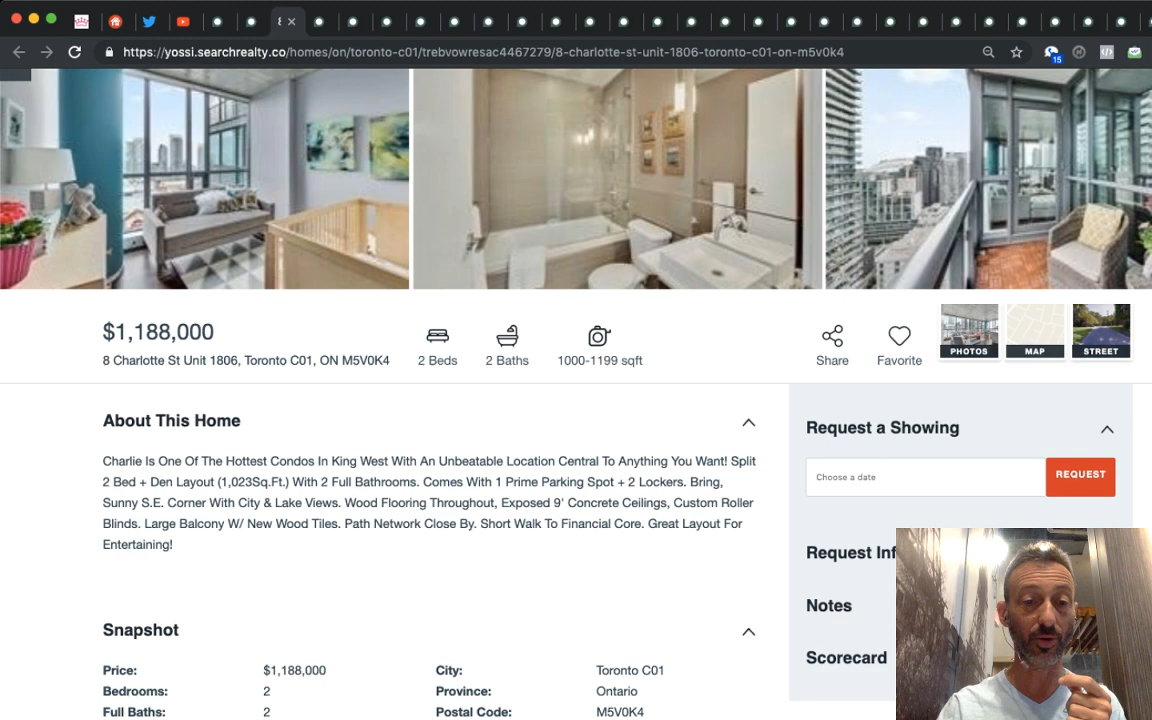 https://yossi.searchrealty.co/homes/on/toronto-c01/trebvowresac4467279/8-charlotte-st-unit-1806-toronto-c01-on-m5v0k4
15
$1,188,000
8 Charlotte St Unit 1806, Toronto C01, ON M5V0K4
2 Beds
2 Baths
1000-1199 sqft
Share
Favorite
PHOTOS
MAP
STREET
About This Home
Charlie Is One Of The Hottest Condos In King West With An Unbeatable Location Central To Anything You Want! Split
2 Bed + Den Layout (1,023Sq.Ft.) With 2 Full Bathrooms. Comes With 1 Prime Parking Spot + 2 Lockers. Bring,
Sunny S.E. Corner With City & Lake Views. Wood Flooring Throughout, Exposed 9' Concrete Ceilings, Custom Roller
Blinds. Large Balcony W/ New Wood Tiles. Path Network Close By. Short Walk To Financial Core. Great Layout For
Entertaining!
Request a Showing
Choose a date
REQUEST
Request Inf
Notes
Scorecard
Snapshot
Price: $1,188,000 City: Toronto C01
Bedrooms: 2 Province: Ontario
Full Baths: 2 Postal Code: M5V0K4